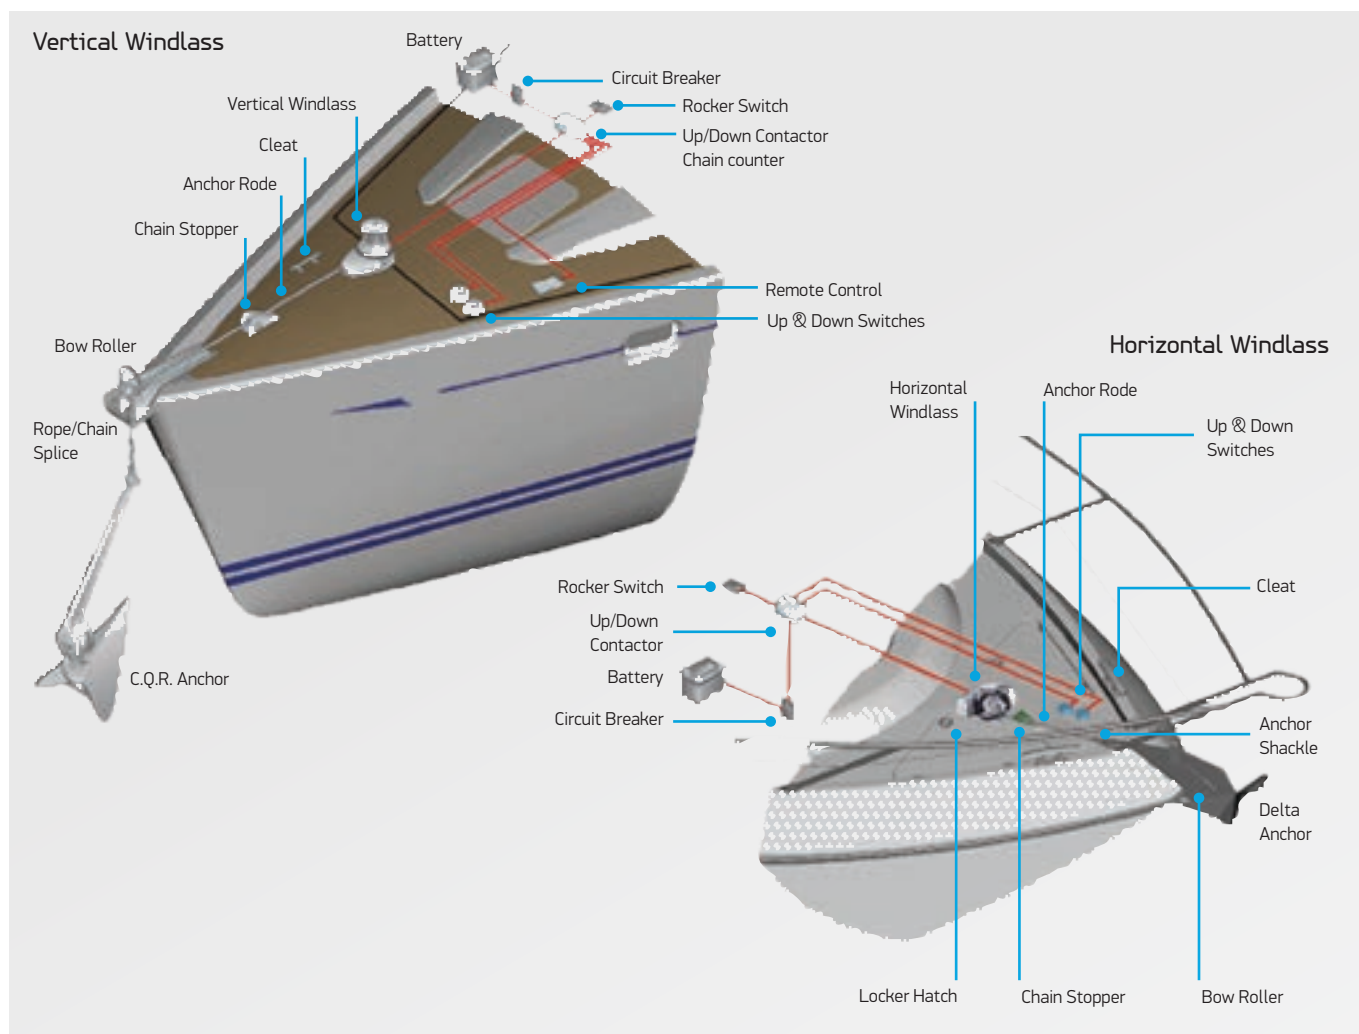 Vertical Windlass
Battery
Circuit Breaker
Vertical Windlass
Rocker Switch
Cleat
Up/Down Contactor
Chain counter
Anchor Rode
Chain Stopper
Remote Control
Up & Down Switches
Bow Roller
Rope/Chain
Splice
C.Q.R. Anchor
Horizontal Windlass
Horizontal
Windlass
Anchor Rode
Up & Down
Switches
Rocker Switch
Cleat
Up/Down
Contactor
Battery
Circuit Breaker
Anchor
Shackle
Delta
Anchor
Locker Hatch
Chain Stopper
Bow Roller